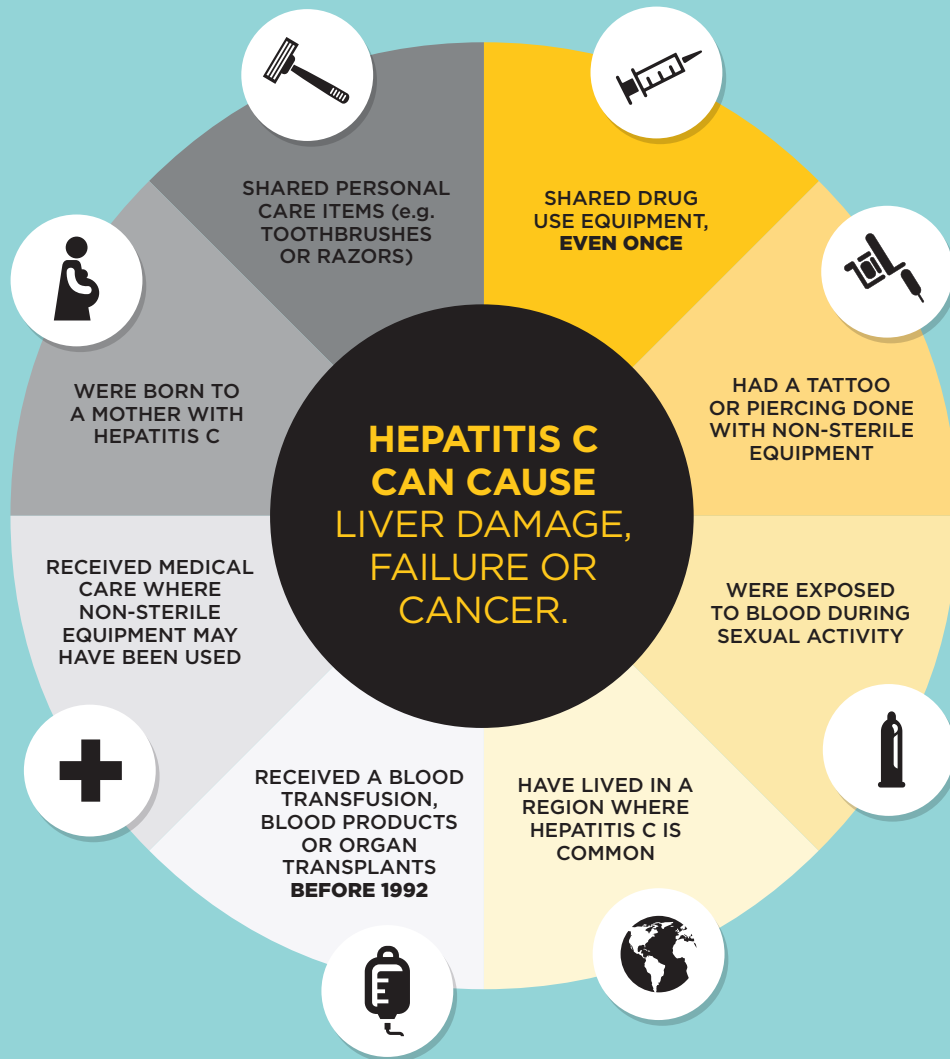 SHARED PERSONAL
CARE ITEMS (e.g.
TOOTHBRUSHES
OR RAZORS)
SHARED DRUG
USE EQUIPMENT,
EVEN ONCE
HAD A TATTOO
OR PIERCING DONE
WITH NON-STERILE
EQUIPMENT
WERE EXPOSED
TO BLOOD DURING
SEXUAL ACTIVITY
HAVE LIVED IN A
REGION WHERE
HEPATITIS C IS
COMMON
RECEIVED A BLOOD
TRANSFUSION,
BLOOD PRODUCTS
OR ORGAN
TRANSPLANTS
BEFORE 1992
RECEIVED MEDICAL
CARE WHERE
NON-STERILE
EQUIPMENT MAY
HAVE BEEN USED
WERE BORN TO
A MOTHER WITH
HEPATITIS C
HEPATITIS C
CAN CAUSE
LIVER DAMAGE,
FAILURE OR
CANCER.